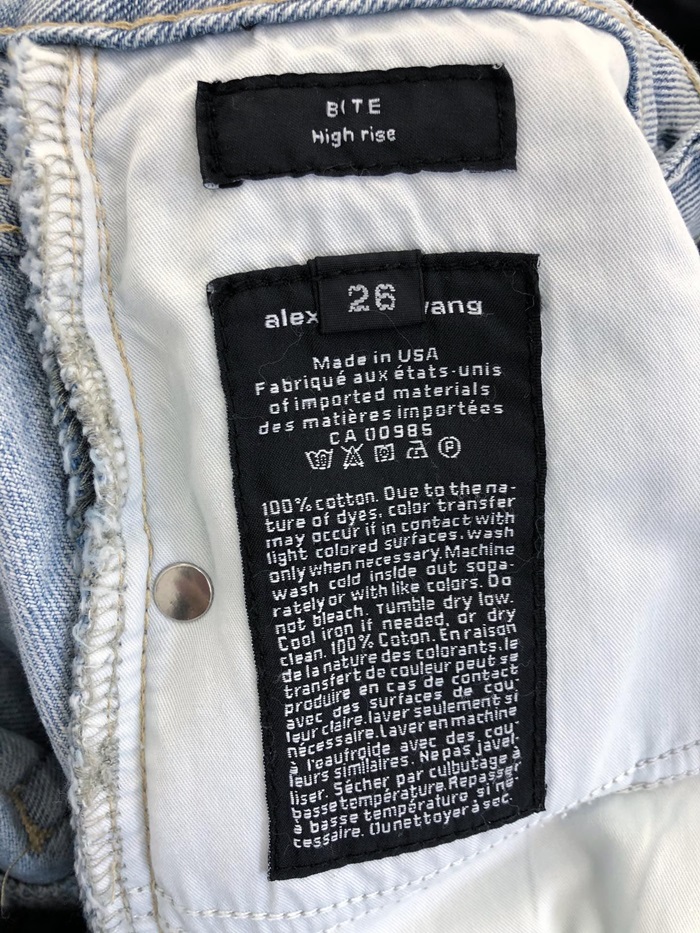 BITE
High rise
26
alex wang
Made in USA
Fabriqué aux états-unis
of imported materials
des matières importées
CA 00985
100% cotton. Due to the na-
ture of dyes, color transfer
may occur if in contact with
light colored surfaces. wash
only when necessary. Machine
wash cold inside out sepa-
rately or with like colors. Do
not bleach. Tumble dry low.
Cool iron if needed, or dry
clean. 100% Coton. En raison
de la nature des colorants, le
transfert de couleur peut se
produire en cas de contact
avec des surfaces de cou-
leur claire. laver seulement si
nécessaire. Laver en machine
à l'eau froide avec des cou-
leurs similaires. Ne pas javel-
liser. Sécher par culbutage à
basse température. Repasser
à basse température si né-
cessaire. Ou nettoyer à sec.